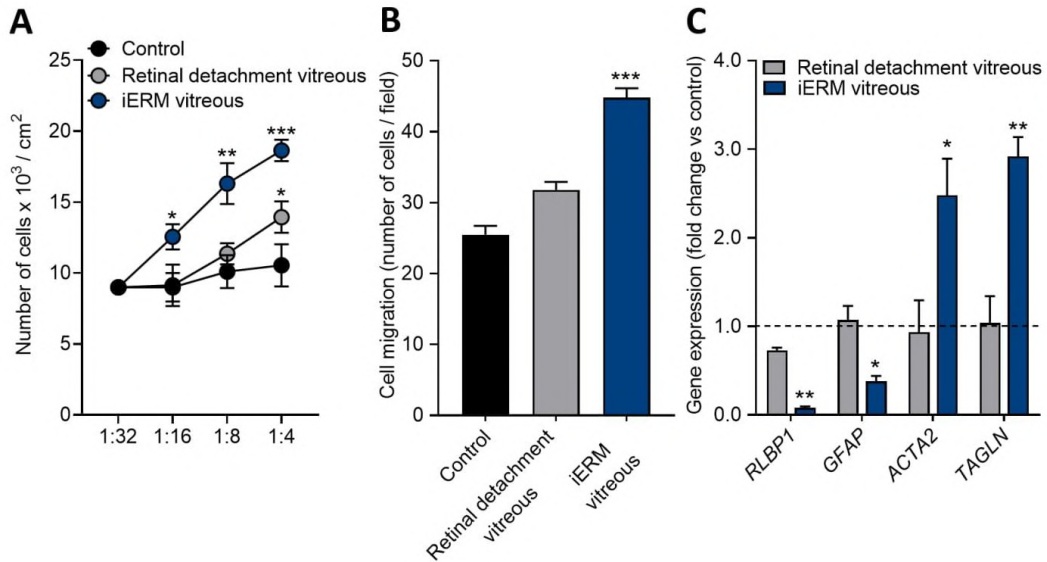 A
Control
Retinal detachment vitreous
iERM vitreous
Number of cells x 10³ / cm²
25
20
15
10
5
0
*
**
***
*
1:32
1:16
1:8
1:4
B
Cell migration (number of cells / field)
50
40
30
20
10
0
***
Control
Retinal detachment
vitreous
iERM
vitreous
C
Retinal detachment vitreous
iERM vitreous
Gene expression (fold change vs control)
4.0
3.0
2.0
1.0
0.0
**
*
*
**
RLBP1
GFAP
ACTA2
TAGLN